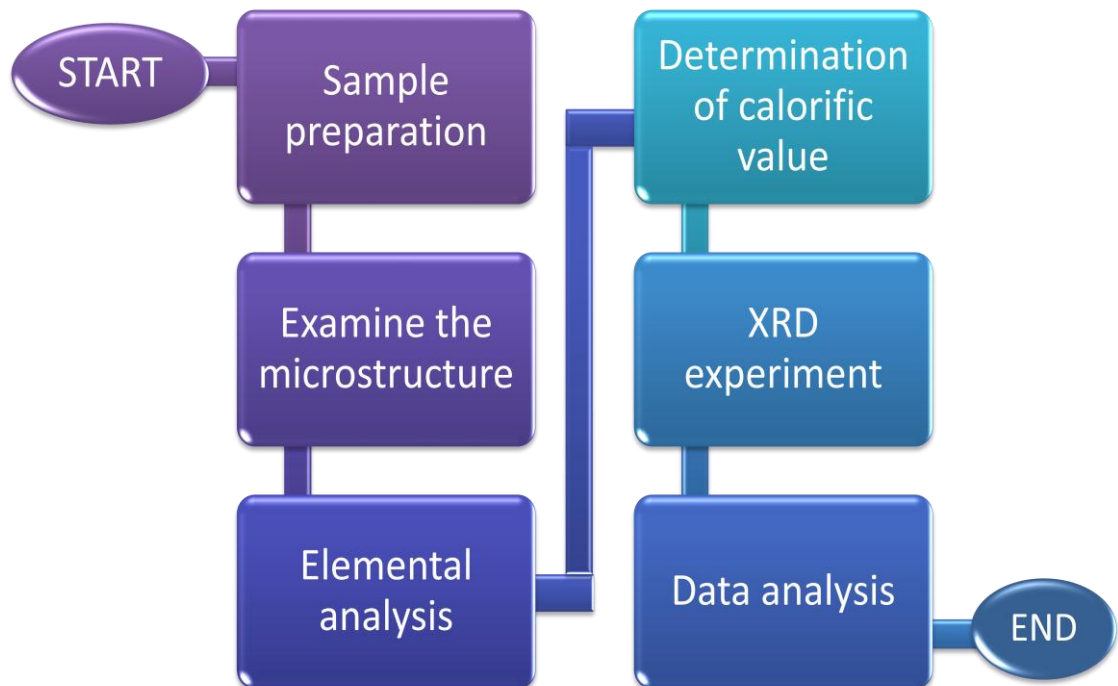 START
Sample
preparation
Examine the
microstructure
Elemental
analysis
Determination
of calorific
value
XRD
experiment
Data analysis
END